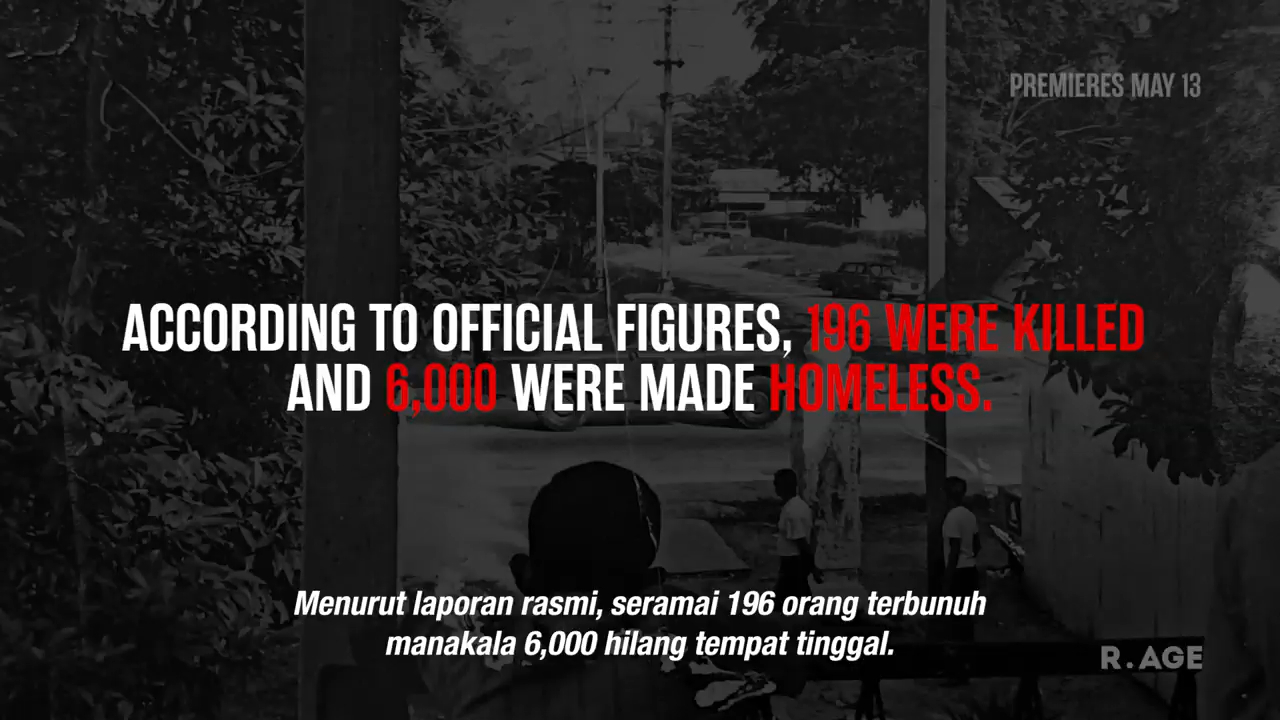 PREMIERES MAY 13
ACCORDING TO OFFICIAL FIGURES, 196 WERE KILLED
AND 6,000 WERE MADE HOMELESS.
Menurut laporan rasmi, seramai 196 orang terbunuh
manakala 6,000 hilang tempat tinggal.
R.AGE